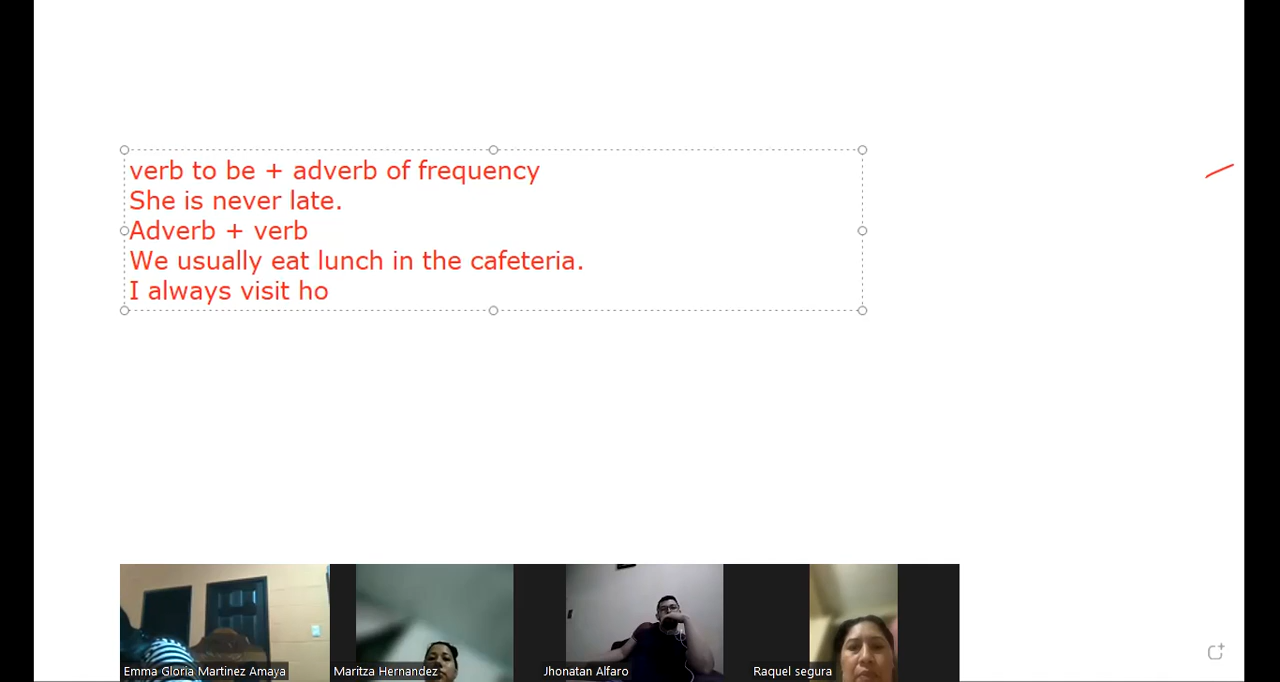 verb to be + adverb of frequency
She is never late.
Adverb + verb
We usually eat lunch in the cafeteria.
I always visit ho
Emma Gloria Martinez Amaya
Maritza Hernandez
Jhonatan Alfaro
Raquel segura